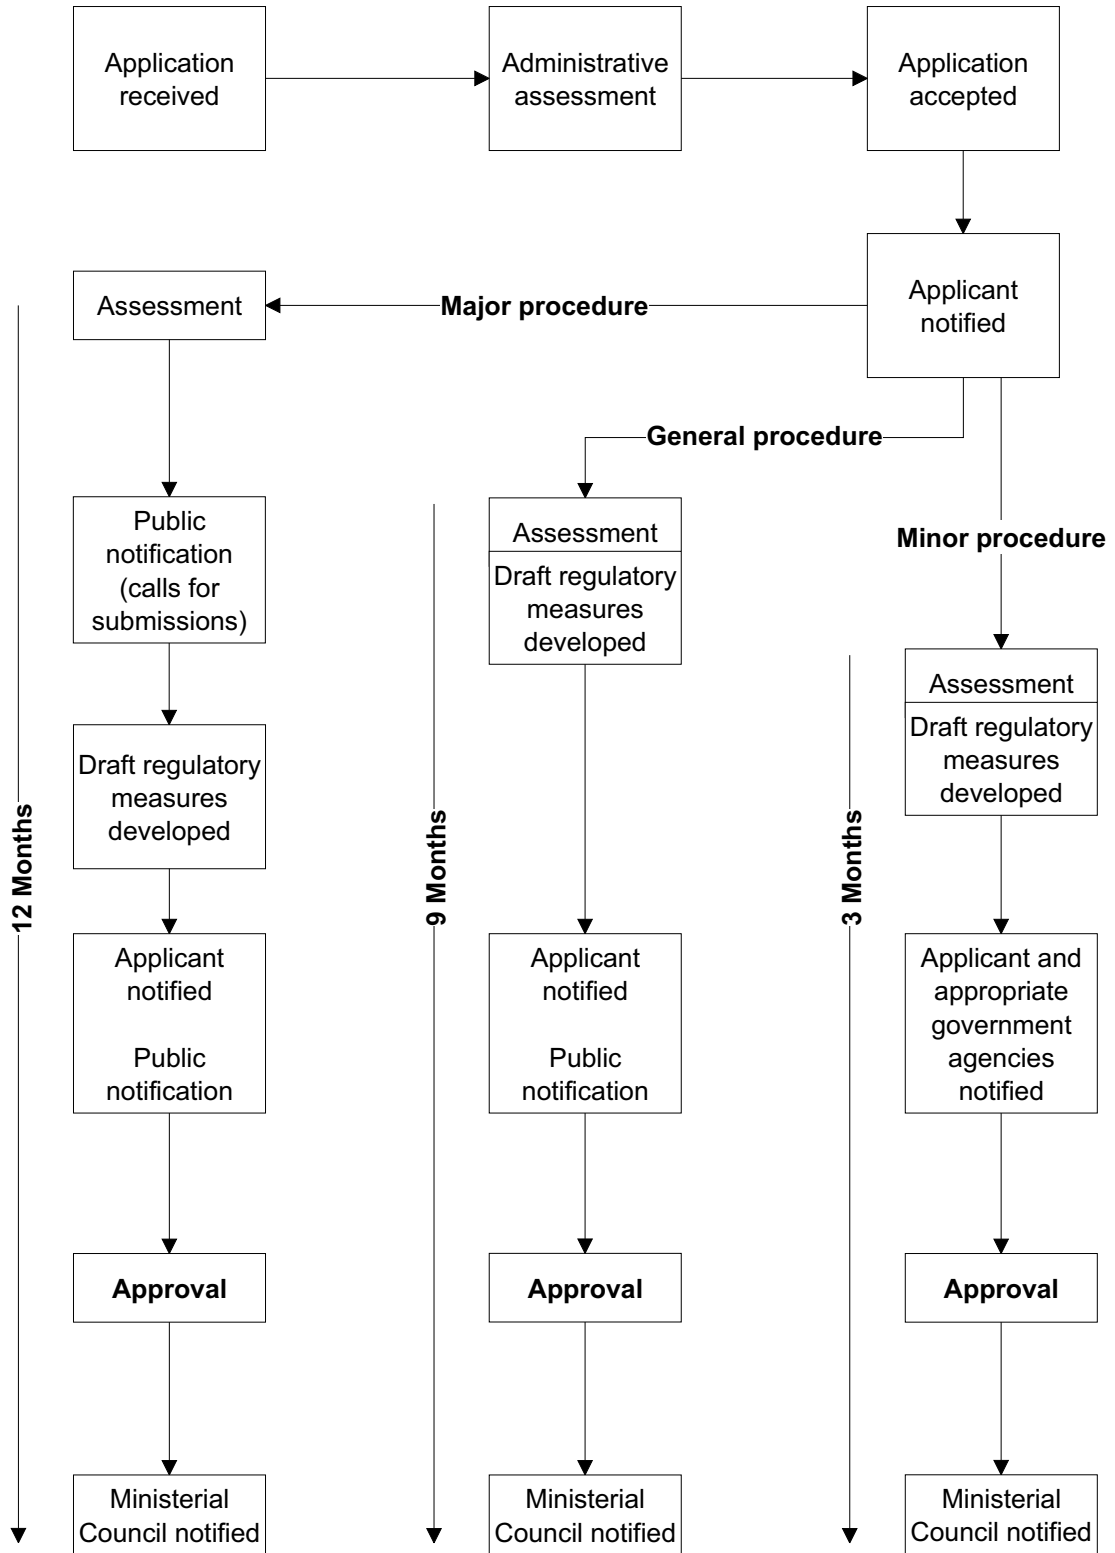 Application
received
Administrative
assessment
Application
accepted
Applicant
notified
Major procedure
Assessment
General procedure
Minor procedure
Public
notification
(calls for
submissions)
Assessment
Draft regulatory
measures
developed
Assessment
Draft regulatory
measures
developed
Draft regulatory
measures
developed
12 Months
9 Months
3 Months
Applicant
notified
Public
notification
Applicant
notified
Public
notification
Applicant and
appropriate
government
agencies
notified
Approval
Approval
Approval
Ministerial
Council notified
Ministerial
Council notified
Ministerial
Council notified